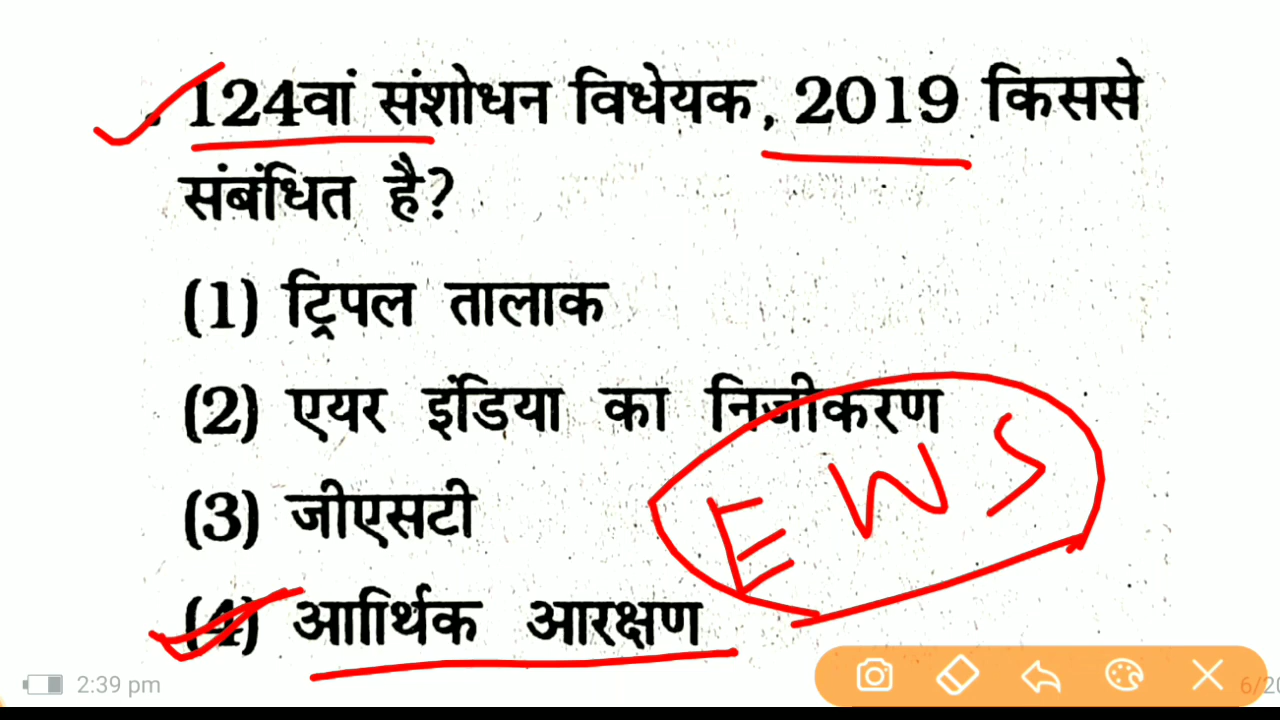 124वां संशोधन विधेयक, 2019 किससे
संबंधित है?
(1) ट्रिपल तालाक
(2) एयर इंडिया का निजीकरण
(3) जीएसटी
EWS
(4) आर्थिक आरक्षण
2:39 pm